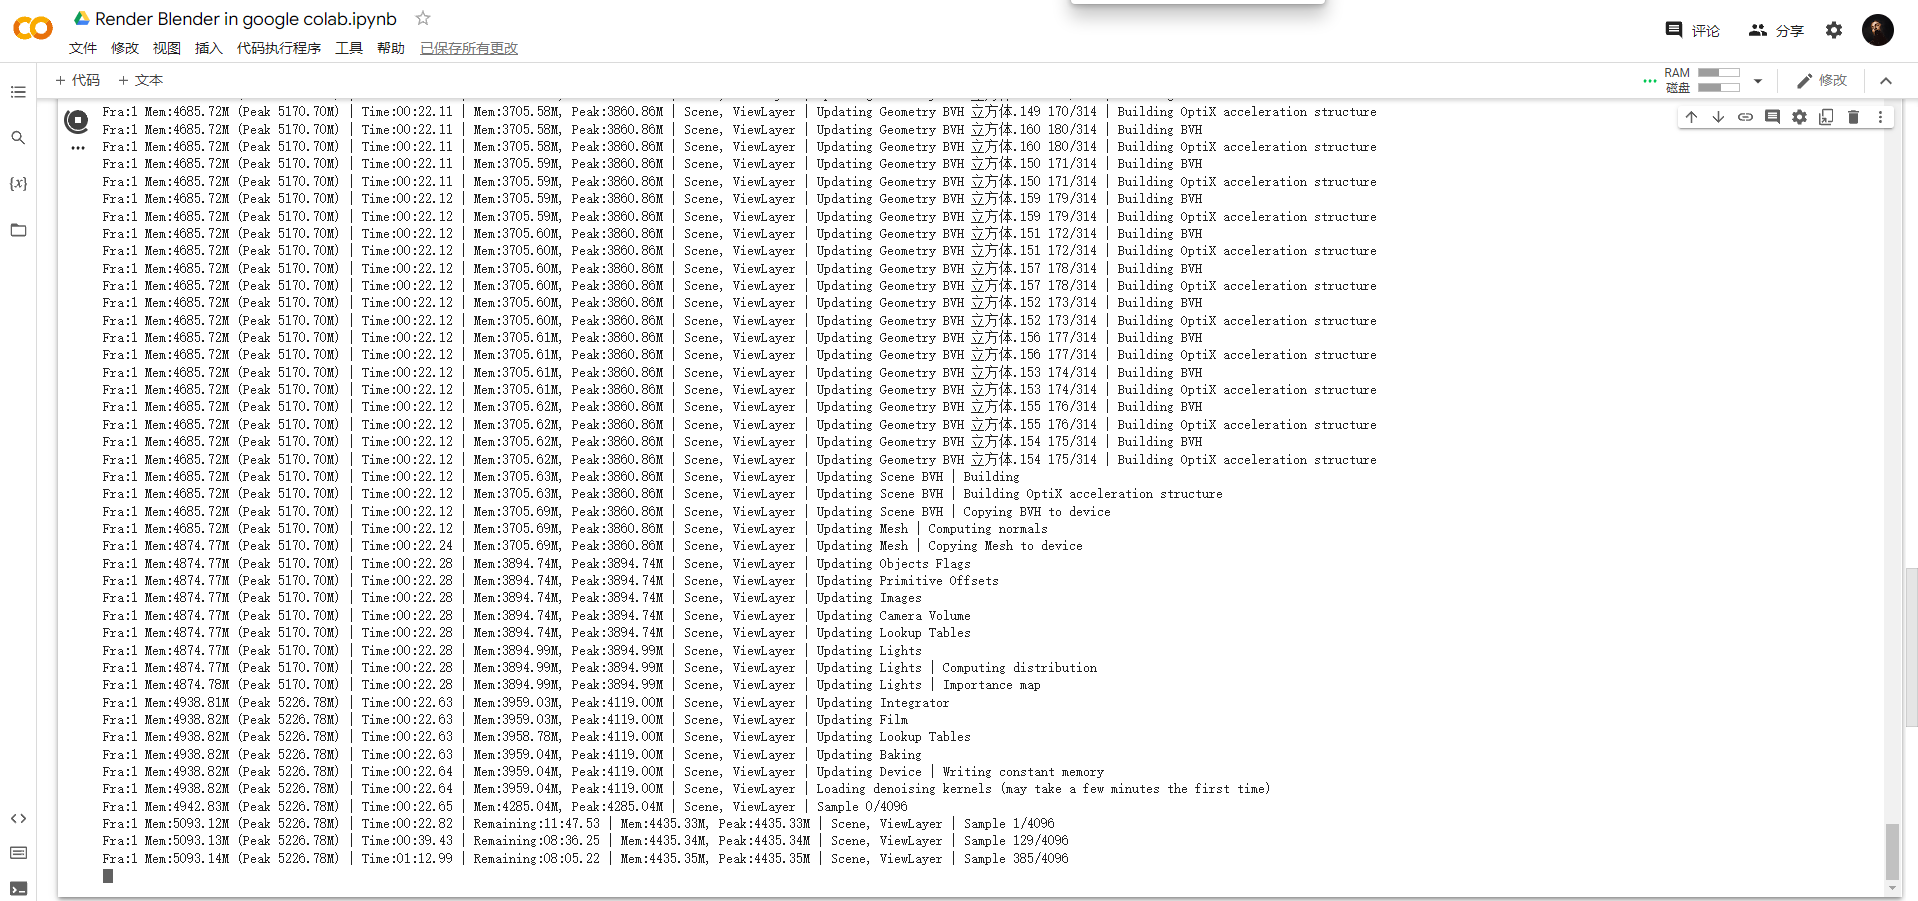 Render Blender in google colab.ipynb
文件 修改 视图 插入 代码执行程序 工具 帮助 已保存所有更改
评论 分享
+ 代码 + 文本
RAM
磁盘
修改
Fra:1 Mem:4685.72M (Peak 5170.70M) | Time:00:22.11 | Mem:3705.58M, Peak:3860.86M | Scene, ViewLayer | Updating Geometry BVH 立方体.149 170/314 | Building OptiX acceleration structure
Fra:1 Mem:4685.72M (Peak 5170.70M) | Time:00:22.11 | Mem:3705.58M, Peak:3860.86M | Scene, ViewLayer | Updating Geometry BVH 立方体.160 180/314 | Building BVH
Fra:1 Mem:4685.72M (Peak 5170.70M) | Time:00:22.11 | Mem:3705.58M, Peak:3860.86M | Scene, ViewLayer | Updating Geometry BVH 立方体.160 180/314 | Building OptiX acceleration structure
Fra:1 Mem:4685.72M (Peak 5170.70M) | Time:00:22.11 | Mem:3705.59M, Peak:3860.86M | Scene, ViewLayer | Updating Geometry BVH 立方体.150 171/314 | Building BVH
Fra:1 Mem:4685.72M (Peak 5170.70M) | Time:00:22.11 | Mem:3705.59M, Peak:3860.86M | Scene, ViewLayer | Updating Geometry BVH 立方体.150 171/314 | Building OptiX acceleration structure
Fra:1 Mem:4685.72M (Peak 5170.70M) | Time:00:22.12 | Mem:3705.59M, Peak:3860.86M | Scene, ViewLayer | Updating Geometry BVH 立方体.159 179/314 | Building BVH
Fra:1 Mem:4685.72M (Peak 5170.70M) | Time:00:22.12 | Mem:3705.59M, Peak:3860.86M | Scene, ViewLayer | Updating Geometry BVH 立方体.159 179/314 | Building OptiX acceleration structure
Fra:1 Mem:4685.72M (Peak 5170.70M) | Time:00:22.12 | Mem:3705.60M, Peak:3860.86M | Scene, ViewLayer | Updating Geometry BVH 立方体.151 172/314 | Building BVH
Fra:1 Mem:4685.72M (Peak 5170.70M) | Time:00:22.12 | Mem:3705.60M, Peak:3860.86M | Scene, ViewLayer | Updating Geometry BVH 立方体.151 172/314 | Building OptiX acceleration structure
Fra:1 Mem:4685.72M (Peak 5170.70M) | Time:00:22.12 | Mem:3705.60M, Peak:3860.86M | Scene, ViewLayer | Updating Geometry BVH 立方体.157 178/314 | Building BVH
Fra:1 Mem:4685.72M (Peak 5170.70M) | Time:00:22.12 | Mem:3705.60M, Peak:3860.86M | Scene, ViewLayer | Updating Geometry BVH 立方体.157 178/314 | Building OptiX acceleration structure
Fra:1 Mem:4685.72M (Peak 5170.70M) | Time:00:22.12 | Mem:3705.60M, Peak:3860.86M | Scene, ViewLayer | Updating Geometry BVH 立方体.152 173/314 | Building BVH
Fra:1 Mem:4685.72M (Peak 5170.70M) | Time:00:22.12 | Mem:3705.60M, Peak:3860.86M | Scene, ViewLayer | Updating Geometry BVH 立方体.152 173/314 | Building OptiX acceleration structure
Fra:1 Mem:4685.72M (Peak 5170.70M) | Time:00:22.12 | Mem:3705.61M, Peak:3860.86M | Scene, ViewLayer | Updating Geometry BVH 立方体.156 177/314 | Building BVH
Fra:1 Mem:4685.72M (Peak 5170.70M) | Time:00:22.12 | Mem:3705.61M, Peak:3860.86M | Scene, ViewLayer | Updating Geometry BVH 立方体.156 177/314 | Building OptiX acceleration structure
Fra:1 Mem:4685.72M (Peak 5170.70M) | Time:00:22.12 | Mem:3705.61M, Peak:3860.86M | Scene, ViewLayer | Updating Geometry BVH 立方体.153 174/314 | Building BVH
Fra:1 Mem:4685.72M (Peak 5170.70M) | Time:00:22.12 | Mem:3705.61M, Peak:3860.86M | Scene, ViewLayer | Updating Geometry BVH 立方体.153 174/314 | Building OptiX acceleration structure
Fra:1 Mem:4685.72M (Peak 5170.70M) | Time:00:22.12 | Mem:3705.62M, Peak:3860.86M | Scene, ViewLayer | Updating Geometry BVH 立方体.155 176/314 | Building BVH
Fra:1 Mem:4685.72M (Peak 5170.70M) | Time:00:22.12 | Mem:3705.62M, Peak:3860.86M | Scene, ViewLayer | Updating Geometry BVH 立方体.155 176/314 | Building OptiX acceleration structure
Fra:1 Mem:4685.72M (Peak 5170.70M) | Time:00:22.12 | Mem:3705.62M, Peak:3860.86M | Scene, ViewLayer | Updating Geometry BVH 立方体.154 175/314 | Building BVH
Fra:1 Mem:4685.72M (Peak 5170.70M) | Time:00:22.12 | Mem:3705.62M, Peak:3860.86M | Scene, ViewLayer | Updating Geometry BVH 立方体.154 175/314 | Building OptiX acceleration structure
Fra:1 Mem:4685.72M (Peak 5170.70M) | Time:00:22.12 | Mem:3705.63M, Peak:3860.86M | Scene, ViewLayer | Updating Scene BVH | Building
Fra:1 Mem:4685.72M (Peak 5170.70M) | Time:00:22.12 | Mem:3705.63M, Peak:3860.86M | Scene, ViewLayer | Updating Scene BVH | Building OptiX acceleration structure
Fra:1 Mem:4685.72M (Peak 5170.70M) | Time:00:22.12 | Mem:3705.69M, Peak:3860.86M | Scene, ViewLayer | Updating Scene BVH | Copying BVH to device
Fra:1 Mem:4685.72M (Peak 5170.70M) | Time:00:22.12 | Mem:3705.69M, Peak:3860.86M | Scene, ViewLayer | Updating Mesh | Computing normals
Fra:1 Mem:4874.77M (Peak 5170.70M) | Time:00:22.24 | Mem:3705.69M, Peak:3860.86M | Scene, ViewLayer | Updating Mesh | Copying Mesh to device
Fra:1 Mem:4874.77M (Peak 5170.70M) | Time:00:22.28 | Mem:3894.74M, Peak:3894.74M | Scene, ViewLayer | Updating Objects Flags
Fra:1 Mem:4874.77M (Peak 5170.70M) | Time:00:22.28 | Mem:3894.74M, Peak:3894.74M | Scene, ViewLayer | Updating Primitive Offsets
Fra:1 Mem:4874.77M (Peak 5170.70M) | Time:00:22.28 | Mem:3894.74M, Peak:3894.74M | Scene, ViewLayer | Updating Images
Fra:1 Mem:4874.77M (Peak 5170.70M) | Time:00:22.28 | Mem:3894.74M, Peak:3894.74M | Scene, ViewLayer | Updating Camera Volume
Fra:1 Mem:4874.77M (Peak 5170.70M) | Time:00:22.28 | Mem:3894.74M, Peak:3894.74M | Scene, ViewLayer | Updating Lookup Tables
Fra:1 Mem:4874.77M (Peak 5170.70M) | Time:00:22.28 | Mem:3894.99M, Peak:3894.99M | Scene, ViewLayer | Updating Lights
Fra:1 Mem:4874.77M (Peak 5170.70M) | Time:00:22.28 | Mem:3894.99M, Peak:3894.99M | Scene, ViewLayer | Updating Lights | Computing distribution
Fra:1 Mem:4874.78M (Peak 5170.70M) | Time:00:22.28 | Mem:3894.99M, Peak:3894.99M | Scene, ViewLayer | Updating Lights | Importance map
Fra:1 Mem:4938.81M (Peak 5226.78M) | Time:00:22.63 | Mem:3959.03M, Peak:4119.00M | Scene, ViewLayer | Updating Integrator
Fra:1 Mem:4938.82M (Peak 5226.78M) | Time:00:22.63 | Mem:3959.03M, Peak:4119.00M | Scene, ViewLayer | Updating Film
Fra:1 Mem:4938.82M (Peak 5226.78M) | Time:00:22.63 | Mem:3958.78M, Peak:4119.00M | Scene, ViewLayer | Updating Lookup Tables
Fra:1 Mem:4938.82M (Peak 5226.78M) | Time:00:22.63 | Mem:3959.04M, Peak:4119.00M | Scene, ViewLayer | Updating Baking
Fra:1 Mem:4938.82M (Peak 5226.78M) | Time:00:22.64 | Mem:3959.04M, Peak:4119.00M | Scene, ViewLayer | Updating Device | Writing constant memory
Fra:1 Mem:4938.82M (Peak 5226.78M) | Time:00:22.64 | Mem:3959.04M, Peak:4119.00M | Scene, ViewLayer | Loading denoising kernels (may take a few minutes the first time)
Fra:1 Mem:4942.83M (Peak 5226.78M) | Time:00:22.65 | Mem:4285.04M, Peak:4285.04M | Scene, ViewLayer | Sample 0/4096
Fra:1 Mem:5093.12M (Peak 5226.78M) | Time:00:22.82 | Remaining:11:47.53 | Mem:4435.33M, Peak:4435.33M | Scene, ViewLayer | Sample 1/4096
Fra:1 Mem:5093.13M (Peak 5226.78M) | Time:00:39.43 | Remaining:08:36.25 | Mem:4435.34M, Peak:4435.34M | Scene, ViewLayer | Sample 129/4096
Fra:1 Mem:5093.14M (Peak 5226.78M) | Time:01:12.99 | Remaining:08:05.22 | Mem:4435.35M, Peak:4435.35M | Scene, ViewLayer | Sample 385/4096